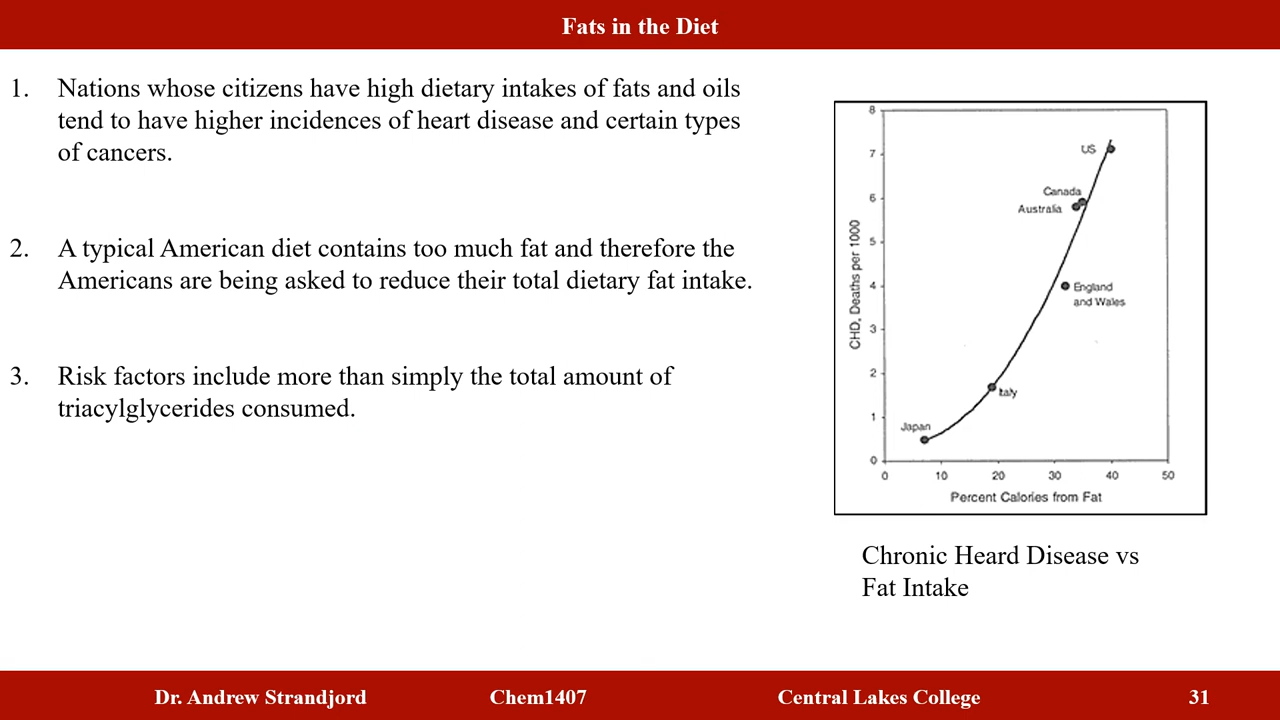 Fats in the Diet
1. Nations whose citizens have high dietary intakes of fats and oils
tend to have higher incidences of heart disease and certain types
of cancers.
2. A typical American diet contains too much fat and therefore the
Americans are being asked to reduce their total dietary fat intake.
3. Risk factors include more than simply the total amount of
triacylglycerides consumed.
CHD, Deaths per 1000
8
7
6
5
4
3
2
1
0
US
Canada
Australia
England
and Wales
Italy
Japan
0 10 20 30 40 50
Percent Calories from Fat
Chronic Heard Disease vs
Fat Intake
Dr. Andrew Strandjord Chem1407 Central Lakes College 31